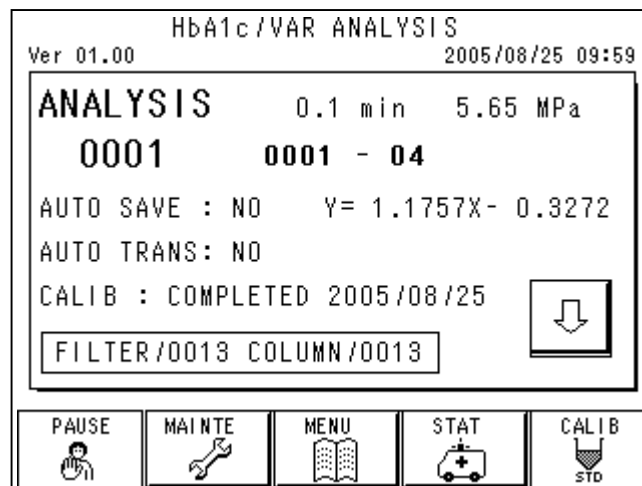 HbA1c/VAR ANALYSIS
Ver 01.00 2005/08/25 09:59
ANALYSIS 0.1 min 5.65 MPa
0001 0001 - 04
AUTO SAVE : NO Y= 1.1757X- 0.3272
AUTO TRANS: NO
CALIB : COMPLETED 2005/08/25
FILTER/0013 COLUMN/0013
PAUSE MAINTE MENU STAT CALIB
STD